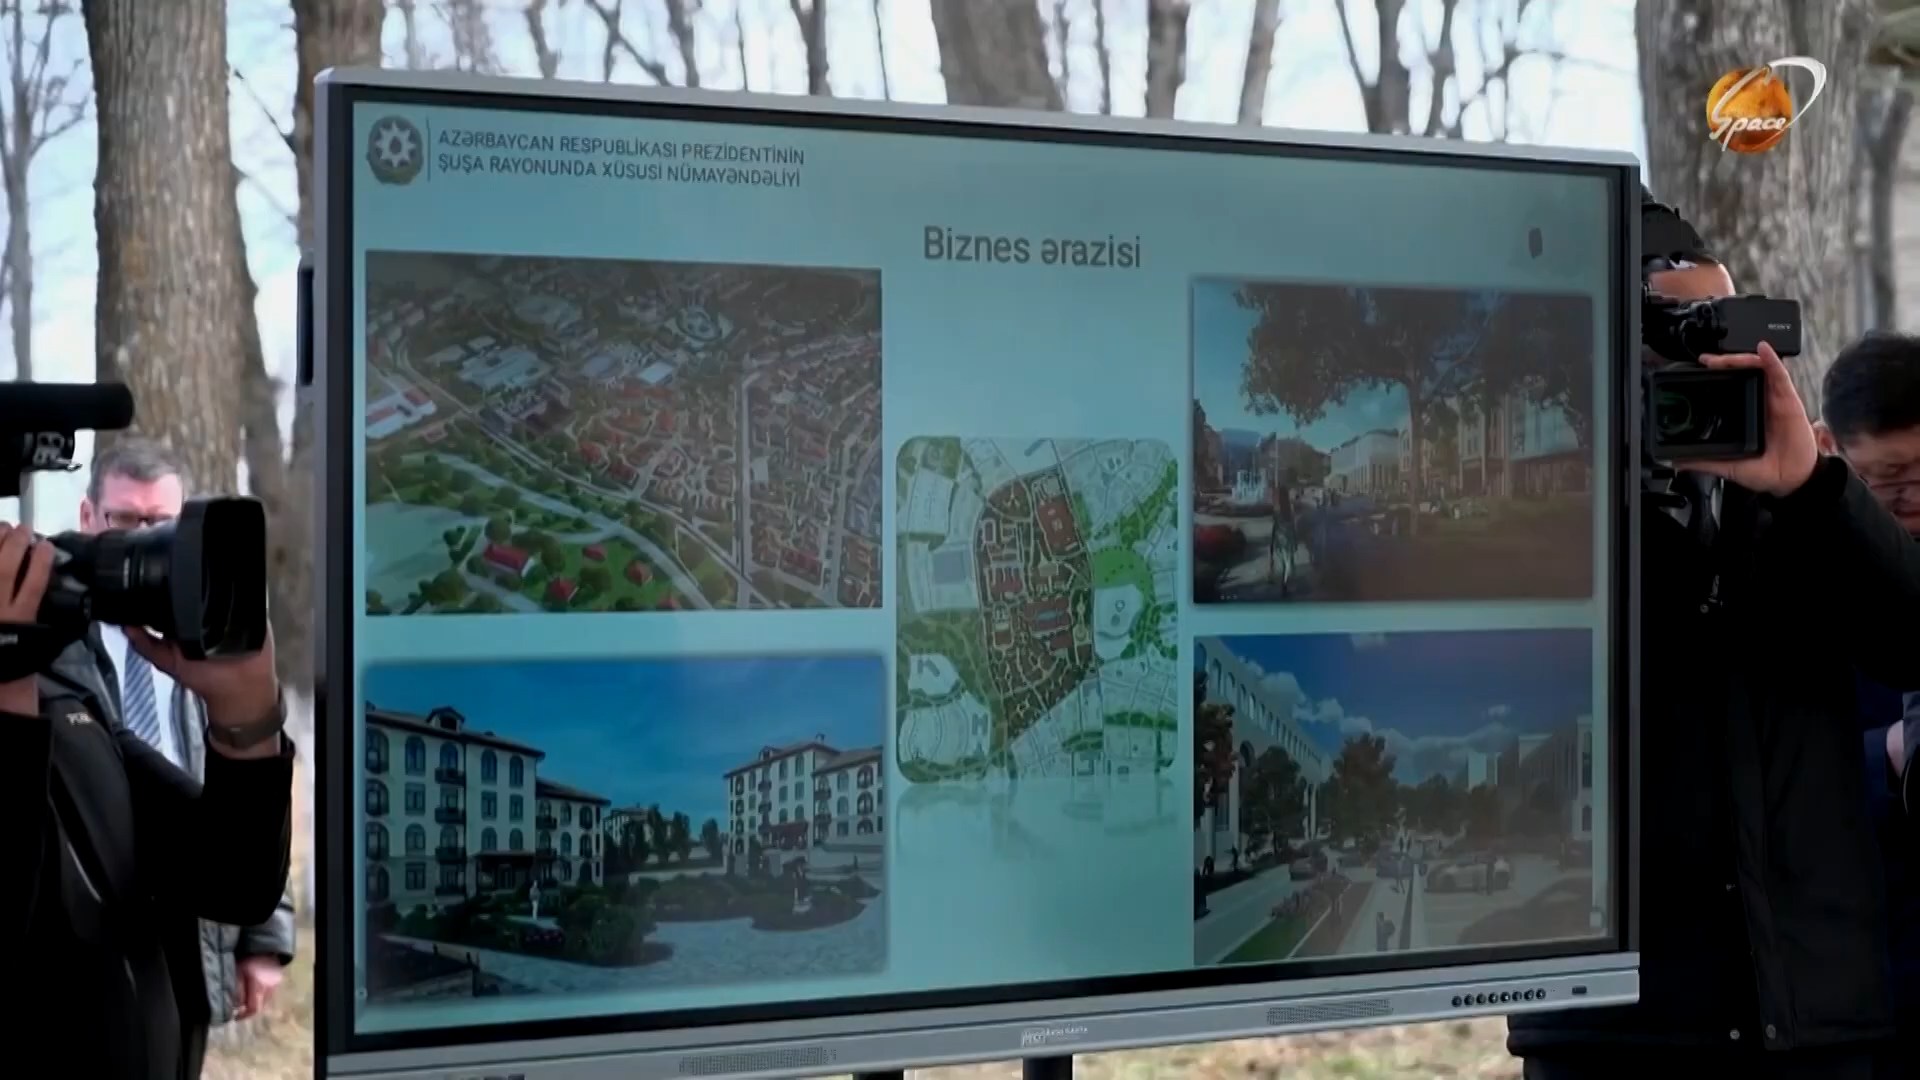 AZƏRBAYCAN RESPUBLİKASI PREZİDENTİNİN
ŞUŞA RAYONUNDA XÜSUSİ NÜMAYƏNDƏLİYİ
Space
Biznes ərazisi
SONY